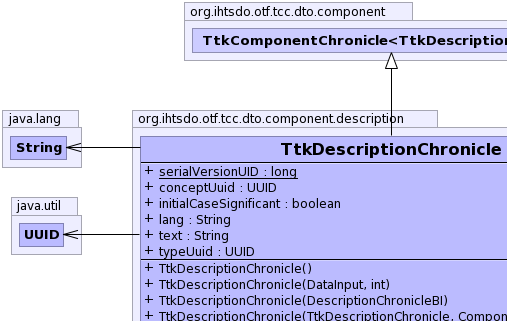 org.ihtsdo.otf.tcc.dto.component
TtkComponentChronicle<TtkDescription
java.lang
String
org.ihtsdo.otf.tcc.dto.component.description
TtkDescriptionChronicle
+ serialVersionUID : long
+ conceptUuid : UUID
+ initialCaseSignificant : boolean
+ lang : String
+ text : String
+ typeUuid : UUID
java.util
UUID
+ TtkDescriptionChronicle()
+ TtkDescriptionChronicle(DataInput, int)
+ TtkDescriptionChronicle(DescriptionChronicleBI)
+ TtkDescriptionChronicle(TtkDescriptionChronicle, Compon